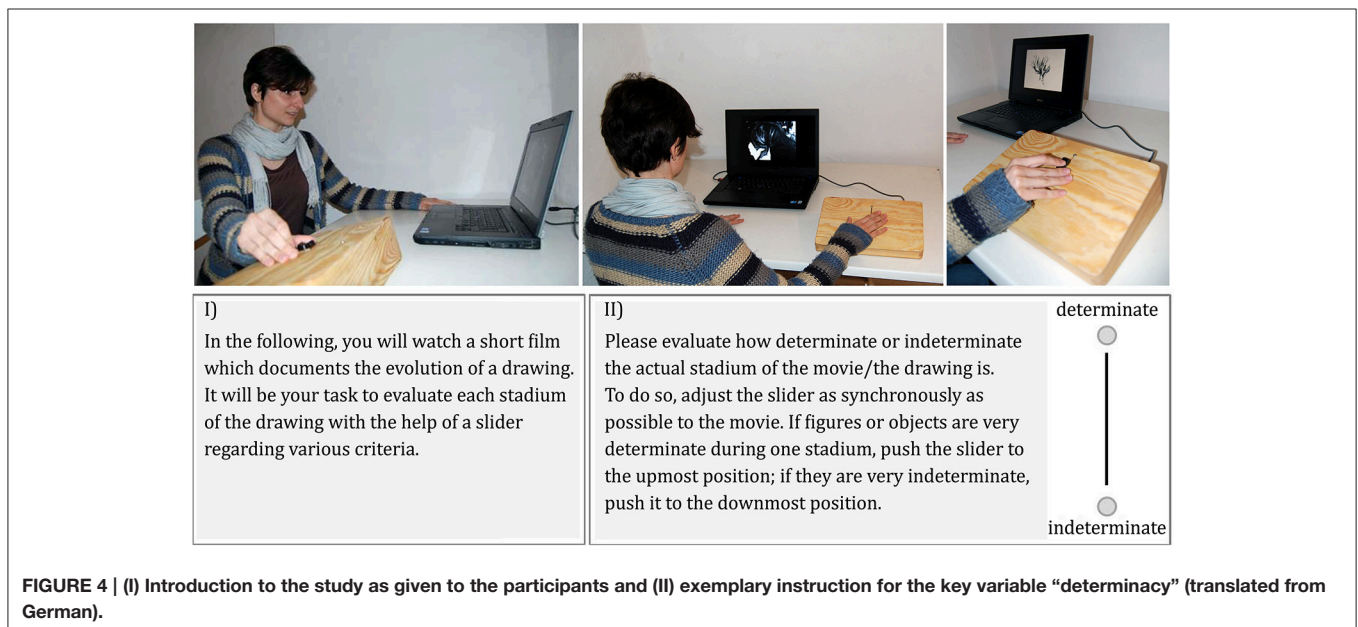 I)
In the following, you will watch a short film
which documents the evolution of a drawing.
It will be your task to evaluate each stadium
of the drawing with the help of a slider
regarding various criteria.
II)
Please evaluate how determinate or indeterminate
the actual stadium of the movie/the drawing is.
To do so, adjust the slider as synchronously as
possible to the movie. If figures or objects are very
determinate during one stadium, push the slider to
the upmost position; if they are very indeterminate,
push it to the downmost position.
determinate
indeterminate
FIGURE 4 | (I) Introduction to the study as given to the participants and (II) exemplary instruction for the key variable “determinacy” (translated from
German).